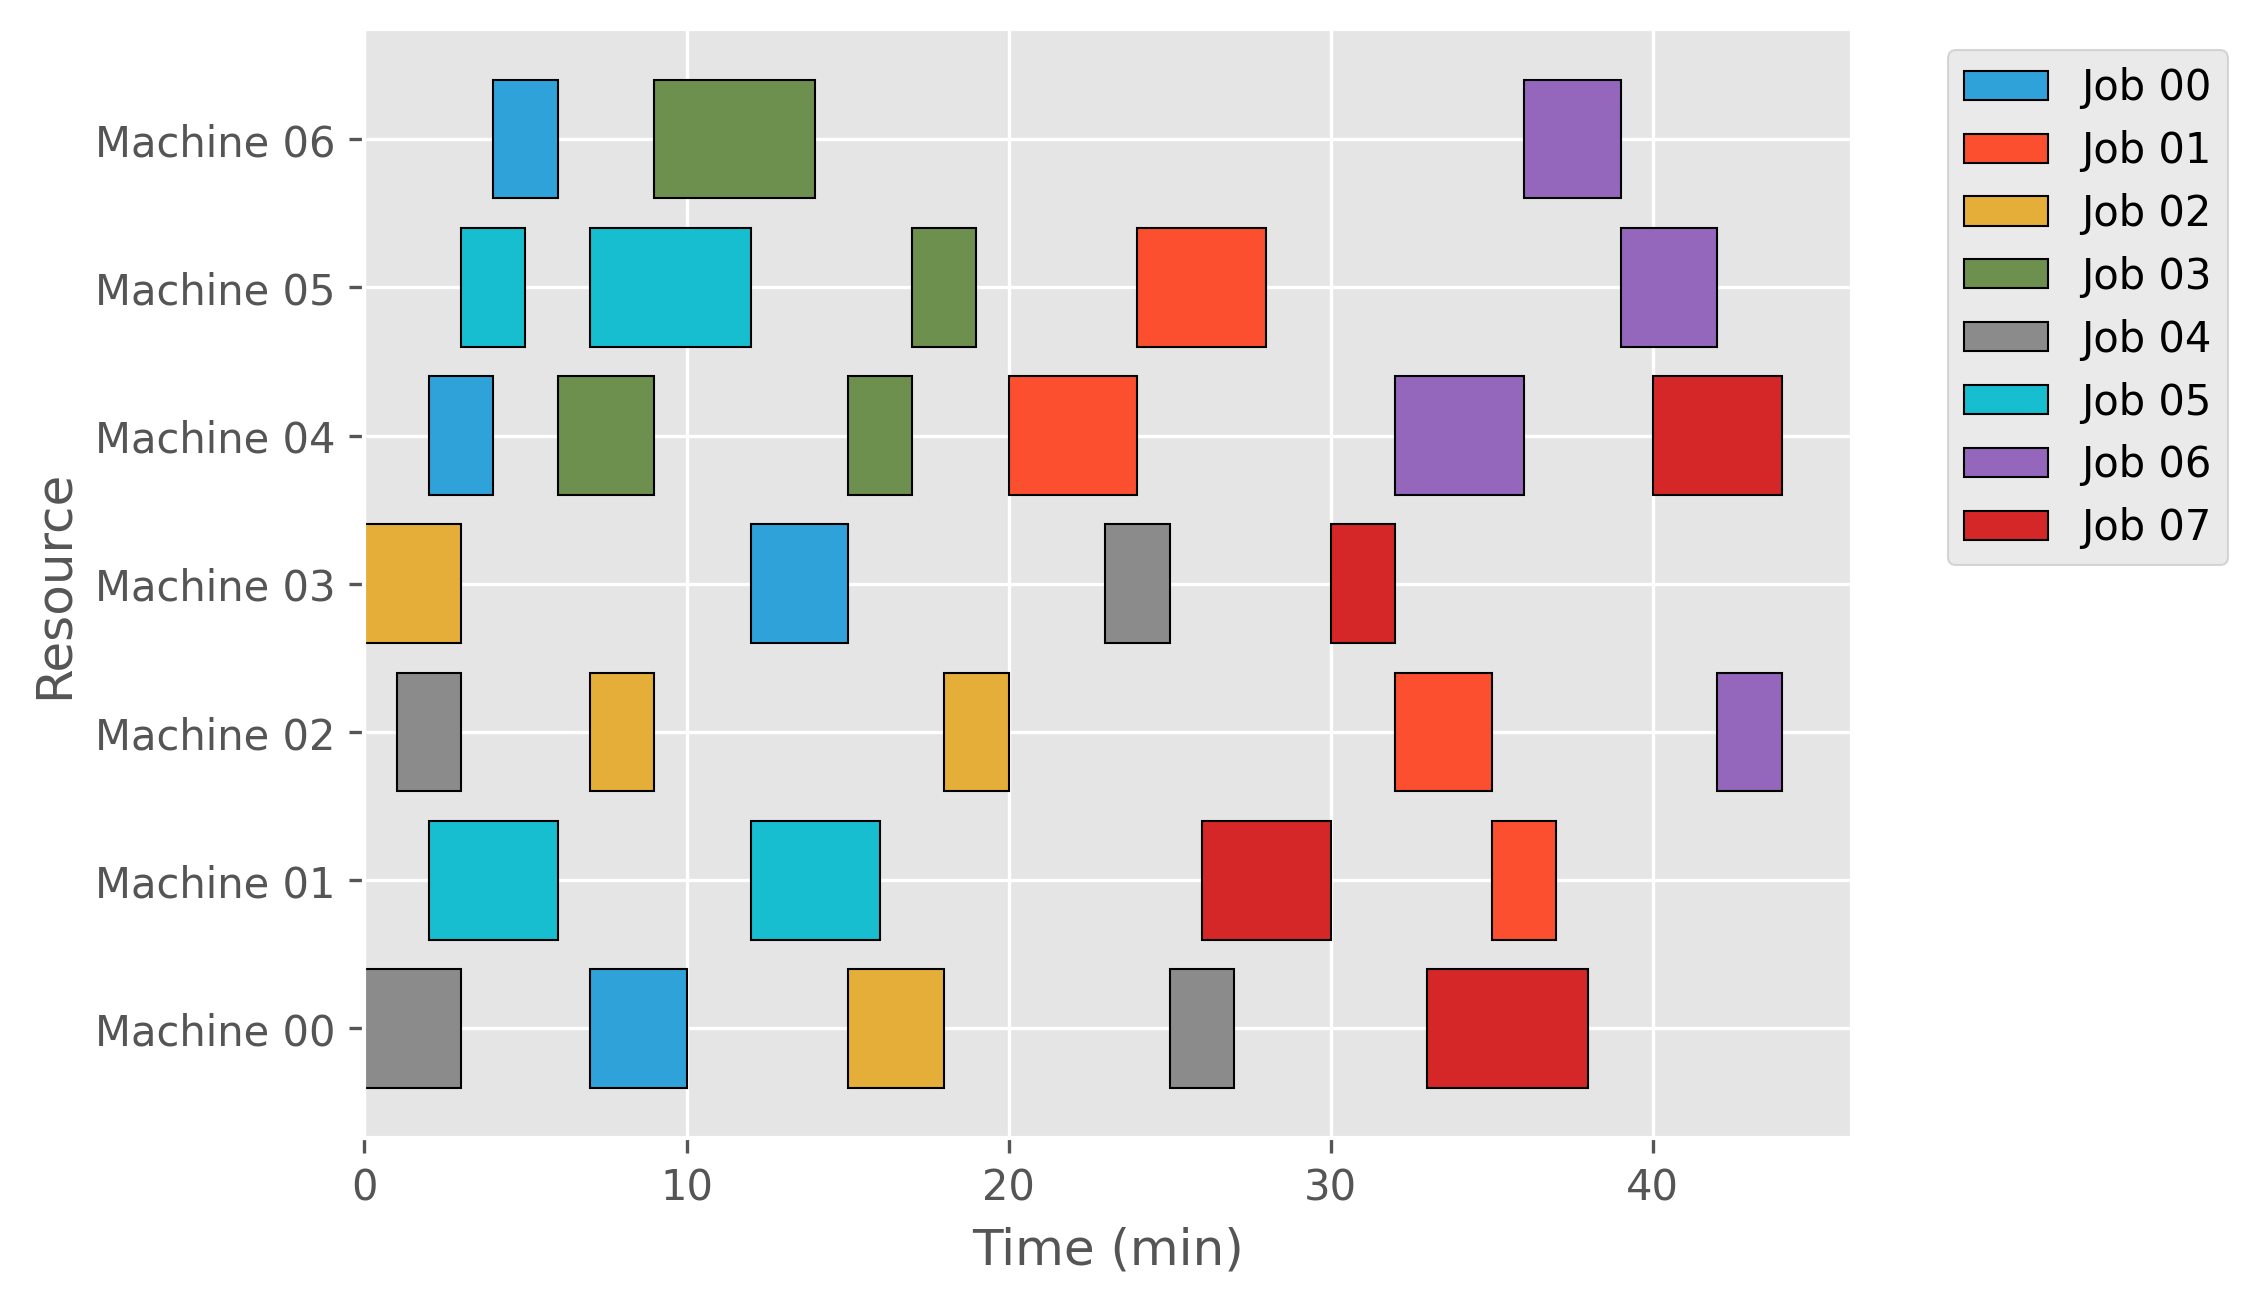 Machine 06
Machine 05
Machine 04
Machine 03
Machine 02
Machine 01
Machine 00
Resource
0 10 20 30 40
Time (min)
Job 00
Job 01
Job 02
Job 03
Job 04
Job 05
Job 06
Job 07